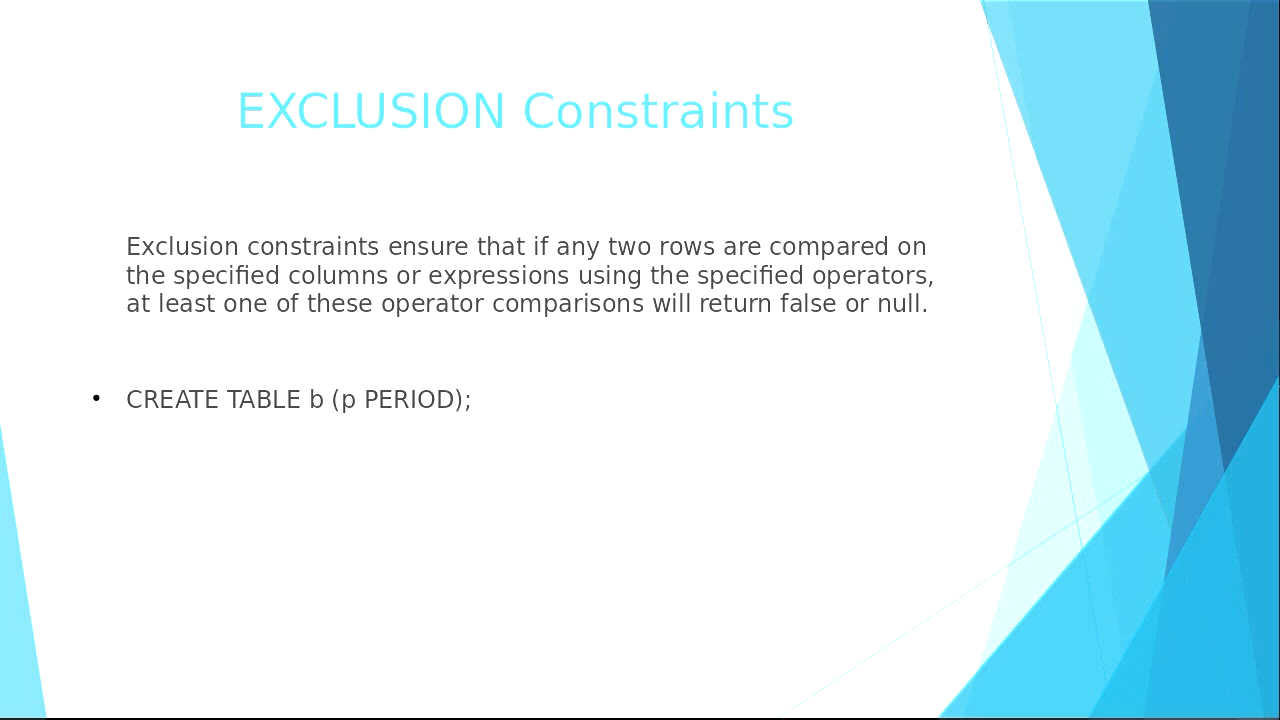 EXCLUSION Constraints
Exclusion constraints ensure that if any two rows are compared on
the specified columns or expressions using the specified operators,
at least one of these operator comparisons will return false or null.
• CREATE TABLE b (p PERIOD);